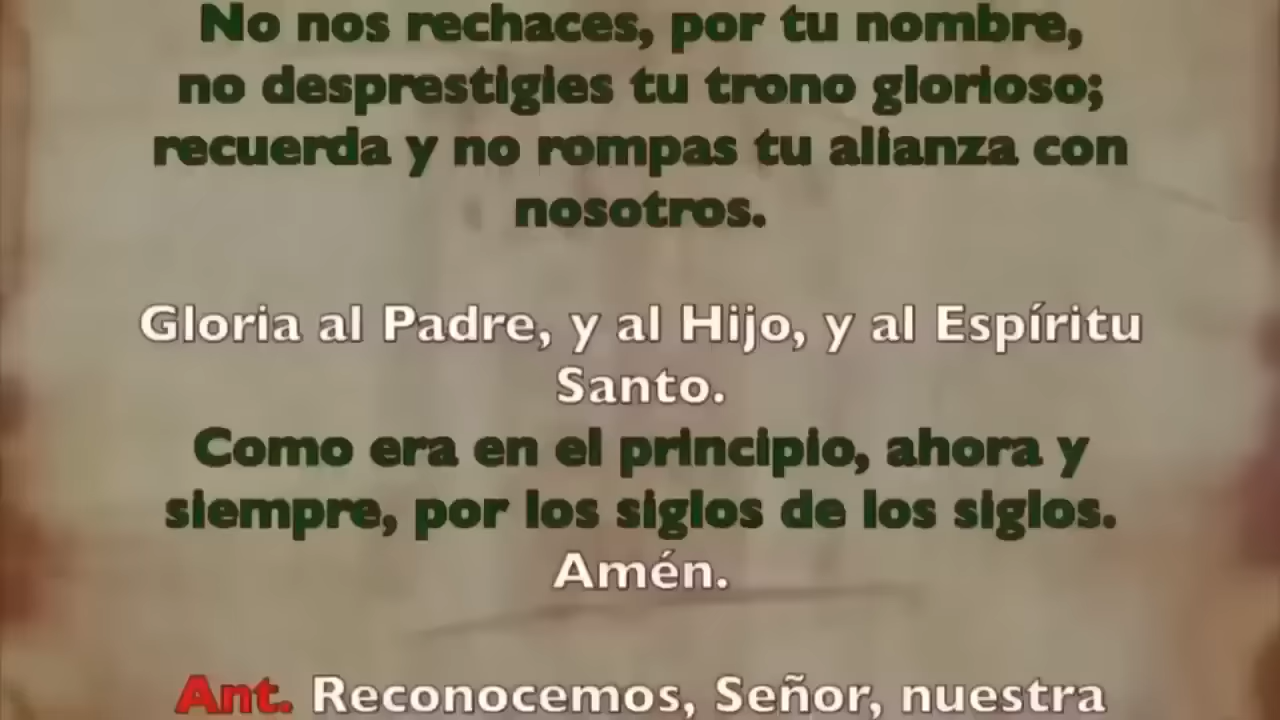 No nos rechaces, por tu nombre,
no desprestigies tu trono glorioso;
recuerda y no rompas tu alianza con
nosotros.
Gloria al Padre, y al Hijo, y al Espíritu
Santo.
Como era en el principio, ahora y
siempre, por los siglos de los siglos.
Amén.
Ant. Reconocemos, Señor, nuestra